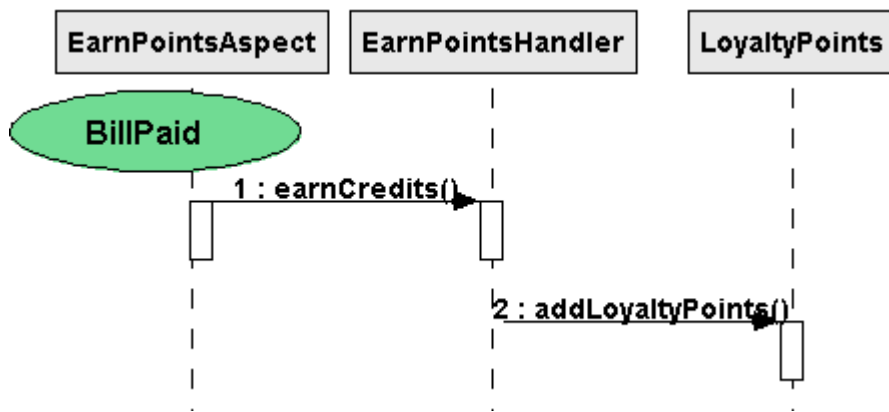 EarnPointsAspect
EarnPointsHandler
LoyaltyPoints
BillPaid
1 : earnCredits()
2 : addLoyaltyPoints()